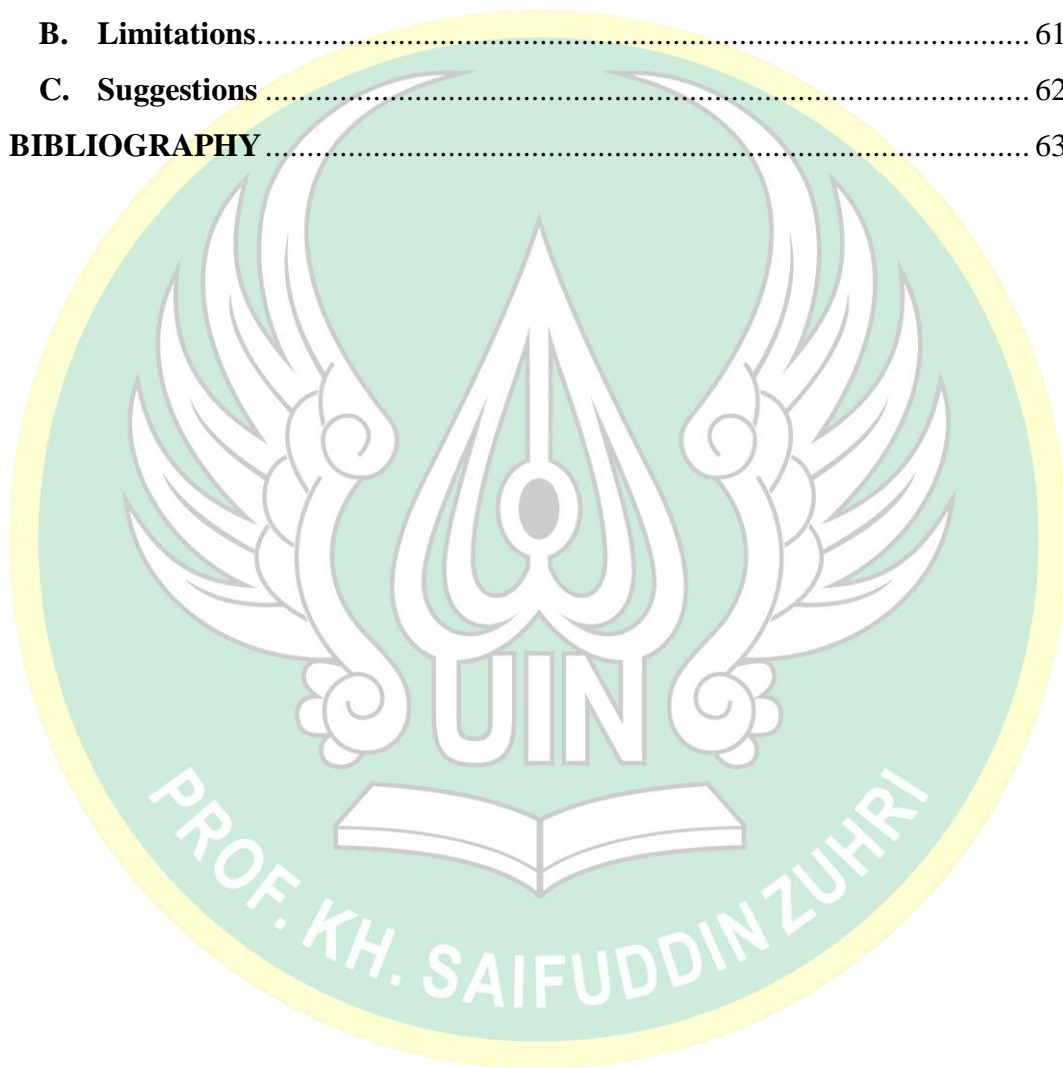 B. Limitations........................................................................................... 61
C. Suggestions .......................................................................................... 62
BIBLIOGRAPHY .......................................................................................... 63
UIN
PROF. KH. SAIFUDDIN ZUHRI